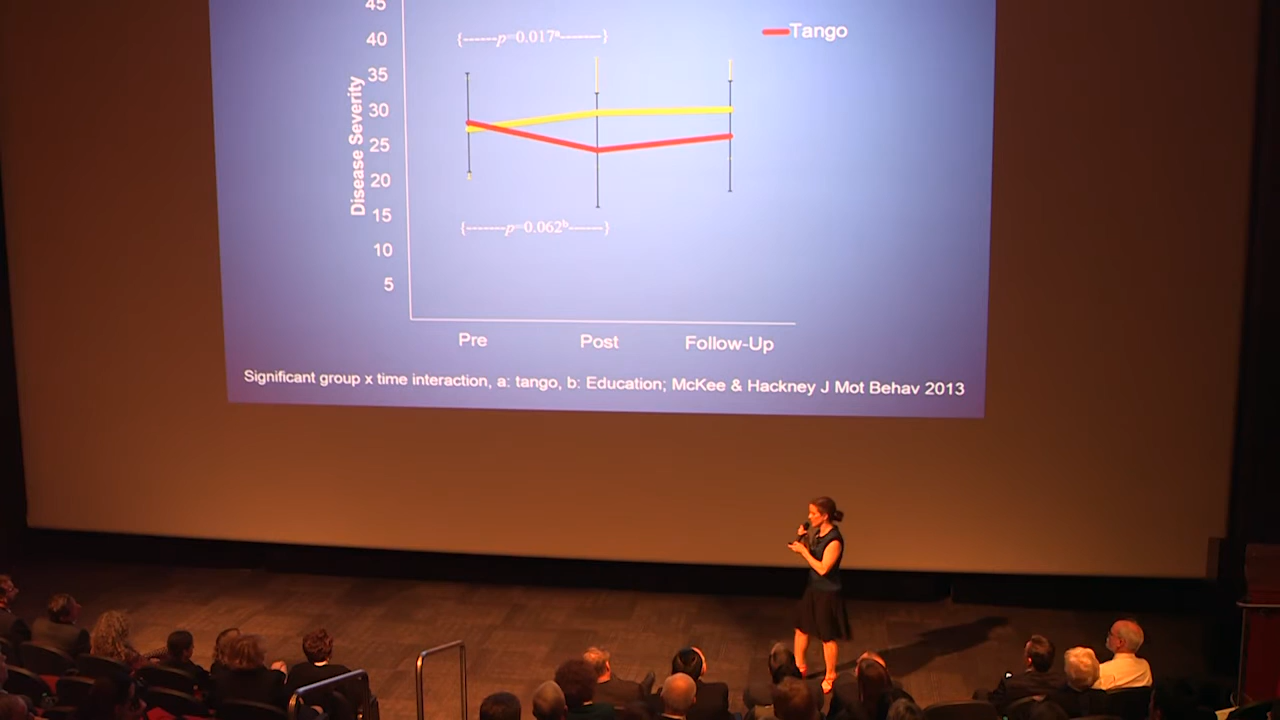 45
40
{------p=0.017ᵃ-------}
Tango
35
30
25
20
15
10
5
Disease Severity
{-------p=0.062ᵇ------}
Pre
Post
Follow-Up
Significant group x time interaction, a: tango, b: Education; McKee & Hackney J Mot Behav 2013